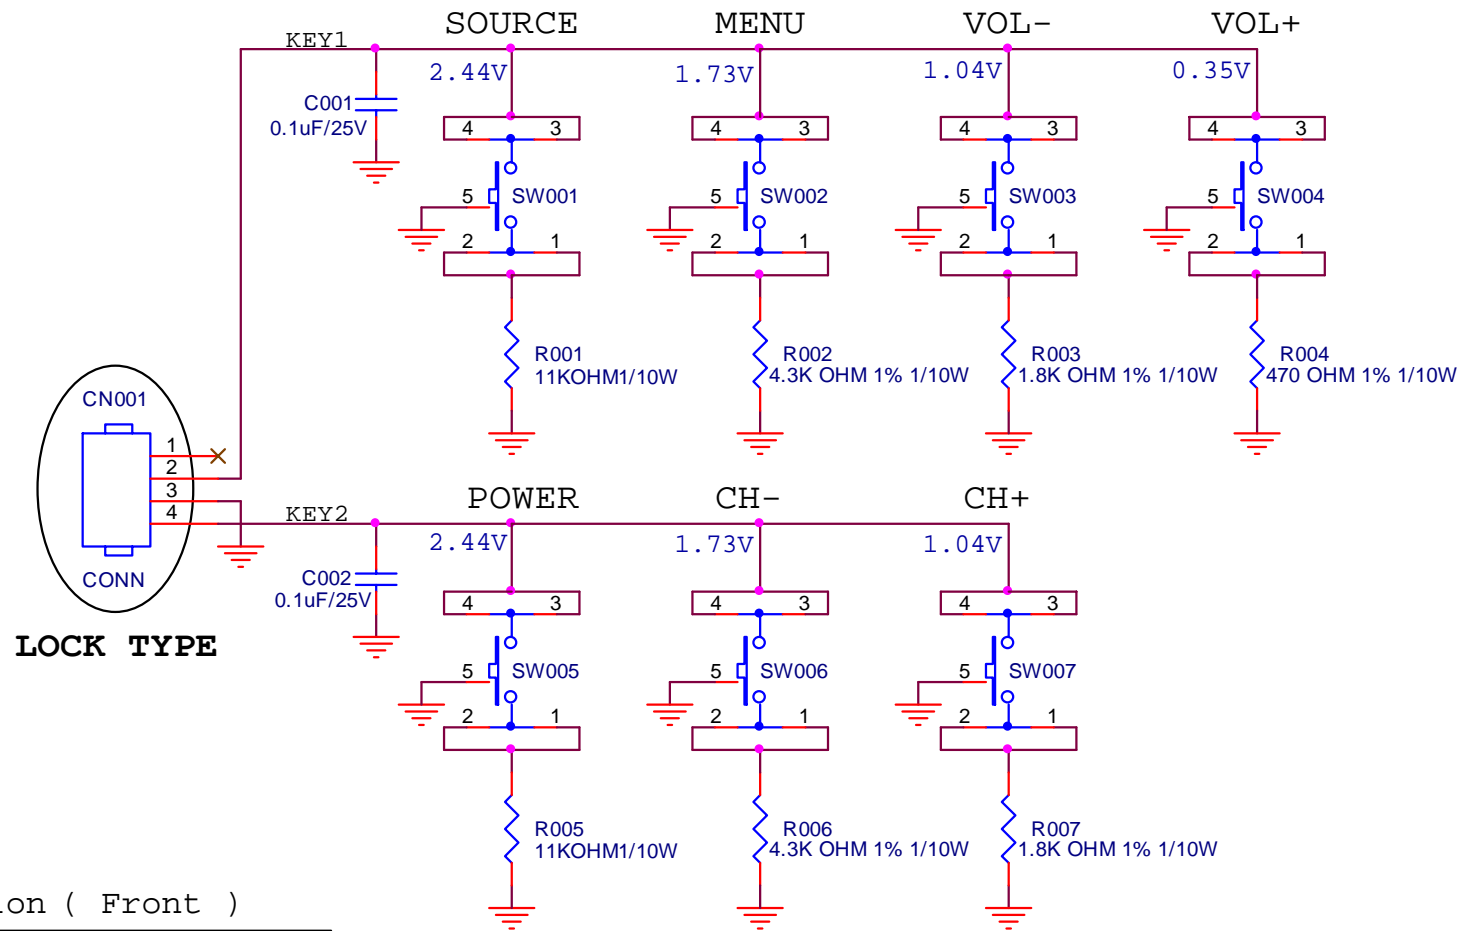 SOURCE MENU VOL- VOL+
KEY1
2.44V 1.73V 1.04V 0.35V
C001
0.1uF/25V
4 3 4 3 4 3 4 3
5 SW001 5 SW002 5 SW003 5 SW004
2 1 2 1 2 1 2 1
R001 R002 R003 R004
11KOHM1/10W 4.3K OHM 1% 1/10W 1.8K OHM 1% 1/10W 470 OHM 1% 1/10W
CN001
1
2
3
4
CONN
LOCK TYPE
POWER CH- CH+
KEY2
2.44V 1.73V 1.04V
C002
0.1uF/25V
4 3 4 3 4 3
5 SW005 5 SW006 5 SW007
2 1 2 1 2 1
R005 R006 R007
11KOHM1/10W 4.3K OHM 1% 1/10W 1.8K OHM 1% 1/10W
on ( Front )